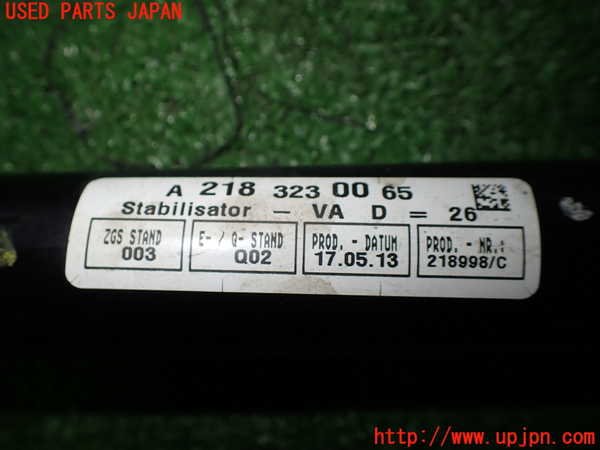 USED PARTS JAPAN
A 218 323 00 65
Stabilisator - VA D = 26
ZGS STAND
003
E- / Q- STAND
Q02
PROD. - DATUM
17.05.13
PROD. - NR.:
218998/C
http://www.upjpn.com/